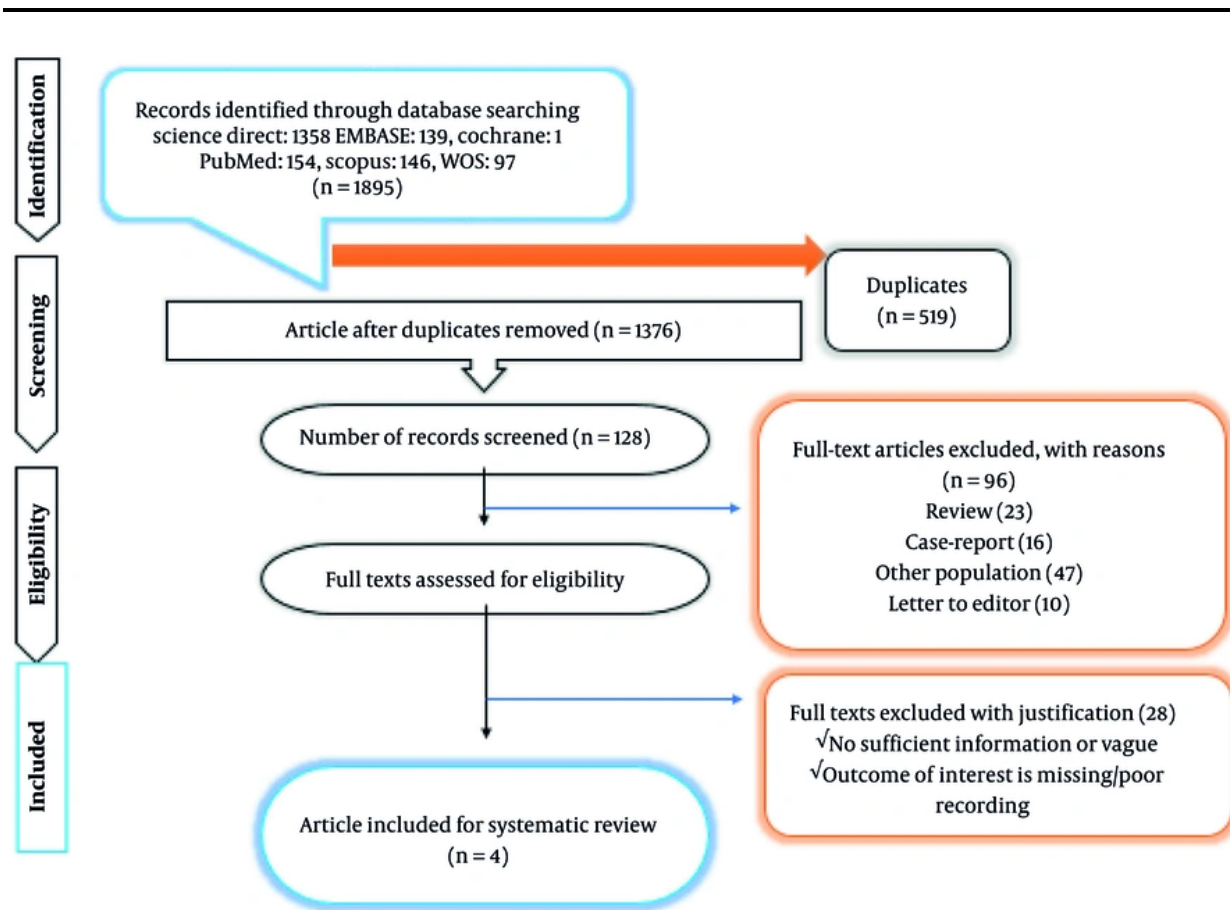 Identification
Records identified through database searching
science direct: 1358 EMBASE: 139, cochrane: 1
PubMed: 154, scopus: 146, WOS: 97
(n = 1895)
Screening
Duplicates
(n = 519)
Article after duplicates removed (n = 1376)
Number of records screened (n = 128)
Full-text articles excluded, with reasons
(n = 96)
Review (23)
Case-report (16)
Other population (47)
Letter to editor (10)
Eligibility
Full texts assessed for eligibility
Full texts excluded with justification (28)
√No sufficient information or vague
√Outcome of interest is missing/poor
recording
Included
Article included for systematic review
(n = 4)